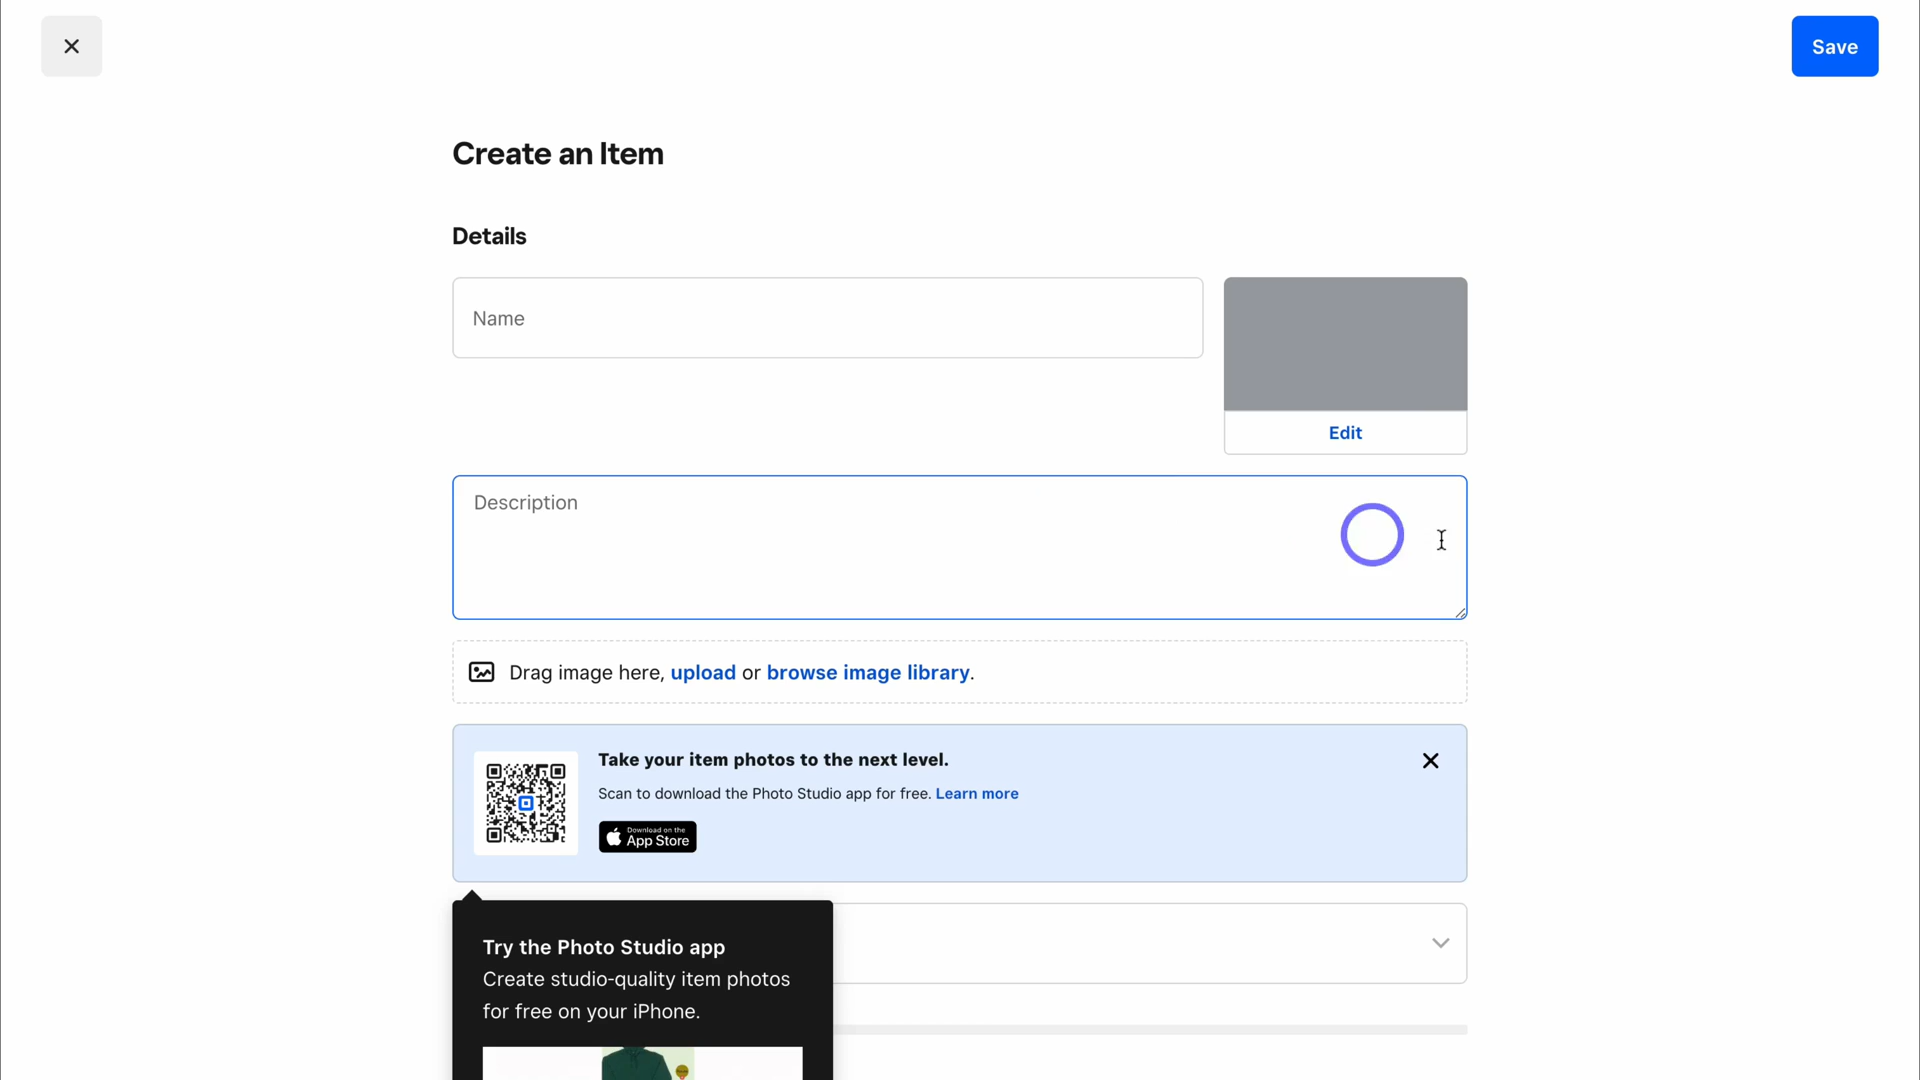 Save
Create an Item
Details
Name
Edit
Description
Drag image here, upload or browse image library.
Take your item photos to the next level.
Scan to download the Photo Studio app for free. Learn more
Download on the
App Store
Try the Photo Studio app
Create studio-quality item photos
for free on your iPhone.